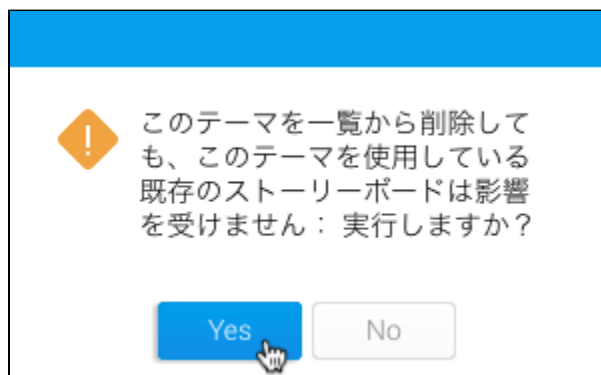 このテーマを一覧から削除して
も、このテーマを使用している
既存のストーリーボードは影響
を受けません： 実行しますか？
Yes
No